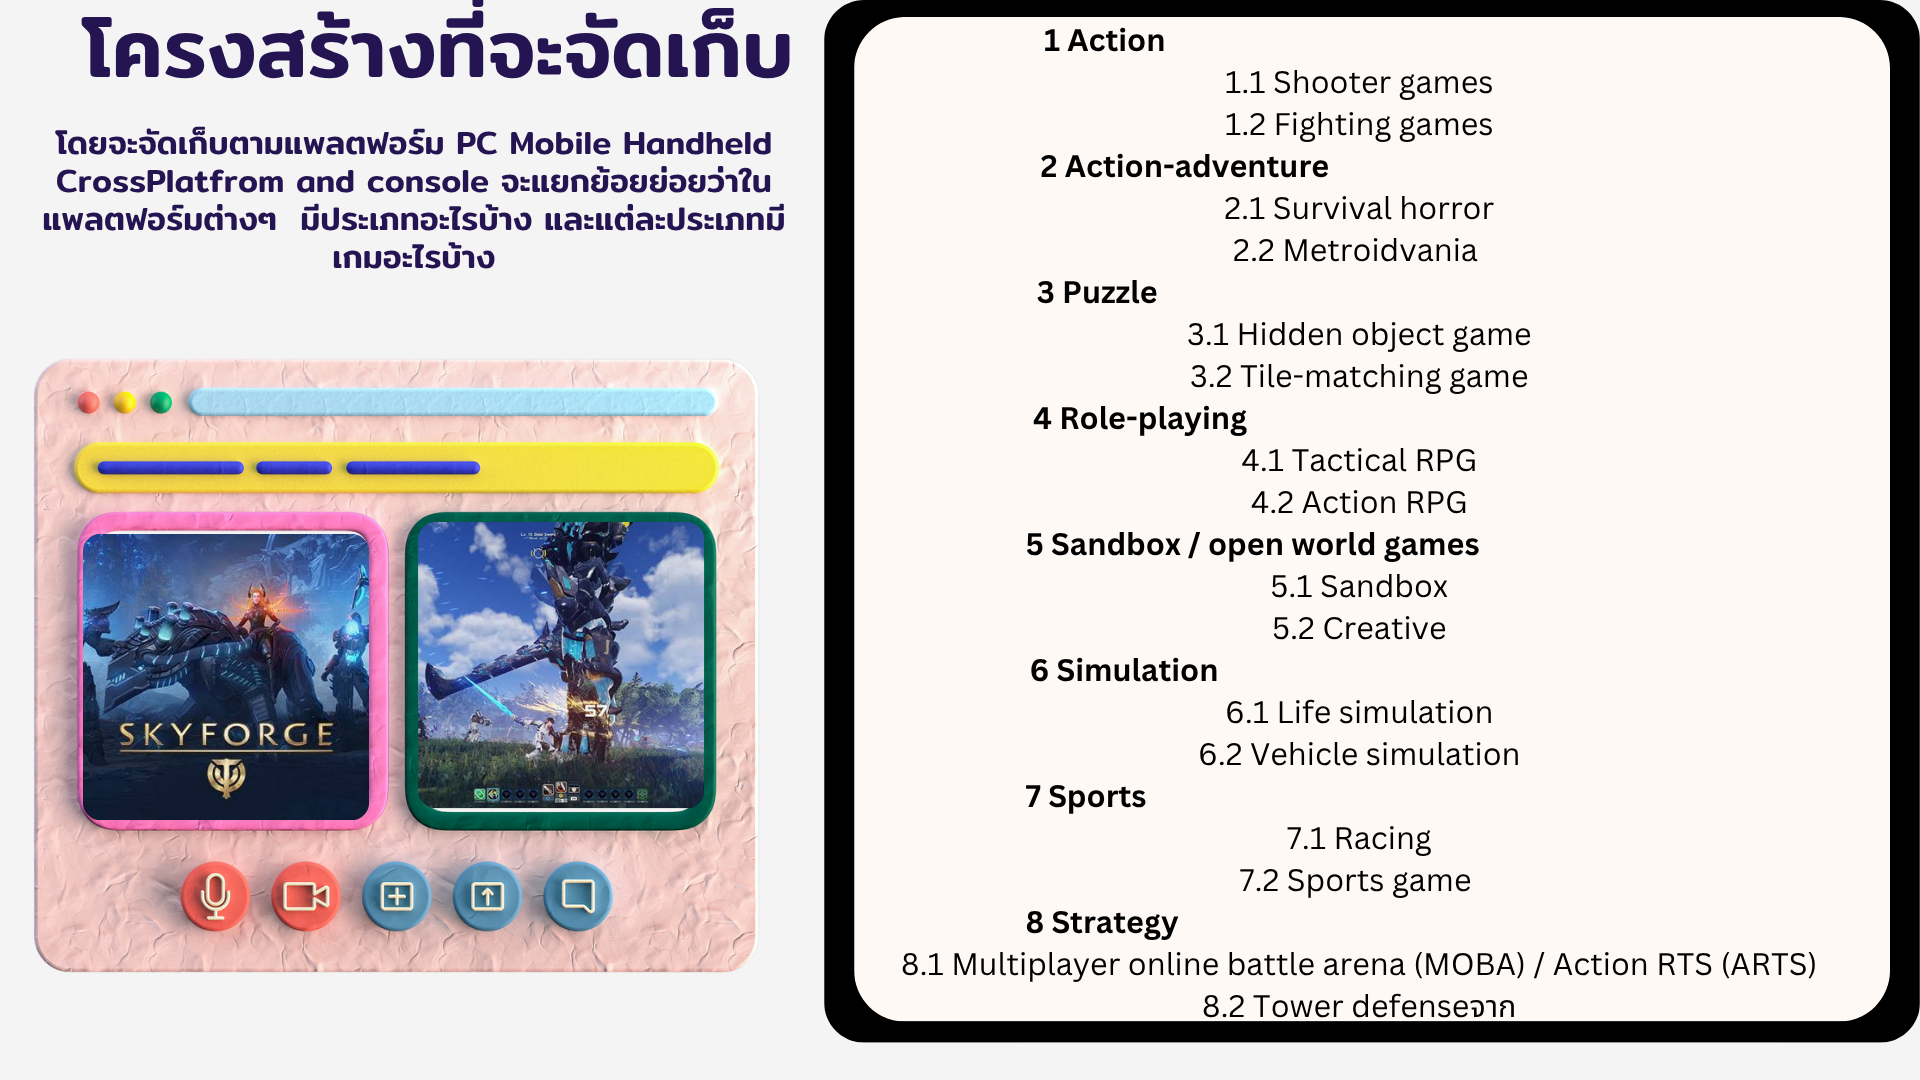 โครงสร้างที่จะจัดเก็บ
โดยจะจัดเก็บตามแพลตฟอร์ม PC Mobile Handheld
CrossPlatfrom and console จะแยกย้อยย่อยว่าใน
แพลตฟอร์มต่างๆ มีประเภทอะไรบ้าง และแต่ละประเภทมี
เกมอะไรบ้าง
SKYFORGE
57
1 Action
1.1 Shooter games
1.2 Fighting games
2 Action-adventure
2.1 Survival horror
2.2 Metroidvania
3 Puzzle
3.1 Hidden object game
3.2 Tile-matching game
4 Role-playing
4.1 Tactical RPG
4.2 Action RPG
5 Sandbox / open world games
5.1 Sandbox
5.2 Creative
6 Simulation
6.1 Life simulation
6.2 Vehicle simulation
7 Sports
7.1 Racing
7.2 Sports game
8 Strategy
8.1 Multiplayer online battle arena (MOBA) / Action RTS (ARTS)
8.2 Tower defenseจาก